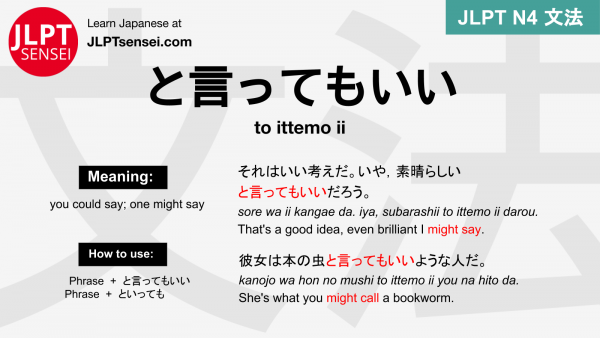 JLPT
SENSEI
Learn Japanese at
JLPTsensei.com
JLPT N4 文法
と言ってもいい
to ittemo ii
Meaning:
you could say; one might say
How to use:
Phrase + と言ってもいい
Phrase + といっても
それはいい考えだ。いや，素晴らしい
と言ってもいいだろう。
sore wa ii kangae da. iya, subarashii to ittemo ii darou.
That's a good idea, even brilliant I might say.
彼女は本の虫と言ってもいいような人だ。
kanojo wa hon no mushi to ittemo ii you na hito da.
She's what you might call a bookworm.
文法